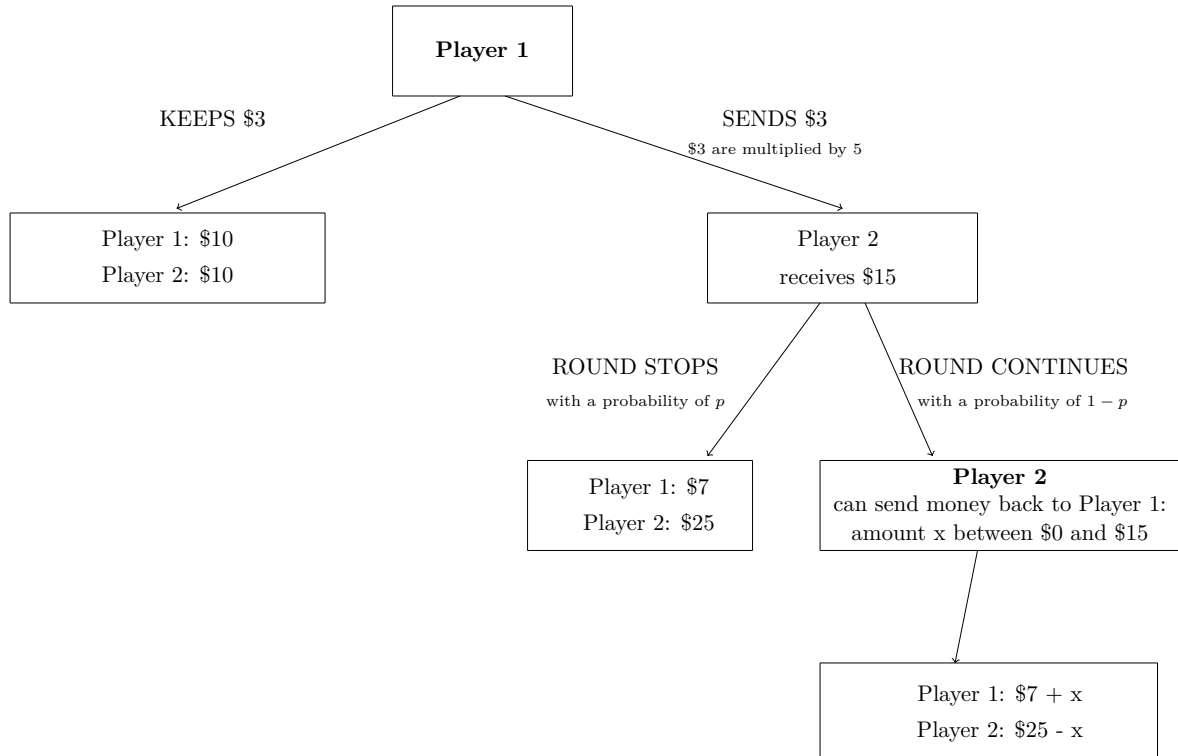 Player 1
KEEPS $3
SENDS $3
$3 are multiplied by 5
Player 1: $10
Player 2: $10
Player 2
receives $15
ROUND STOPS
with a probability of p
ROUND CONTINUES
with a probability of 1 − p
Player 1: $7
Player 2: $25
Player 2
can send money back to Player 1:
amount x between $0 and $15
Player 1: $7 + x
Player 2: $25 - x